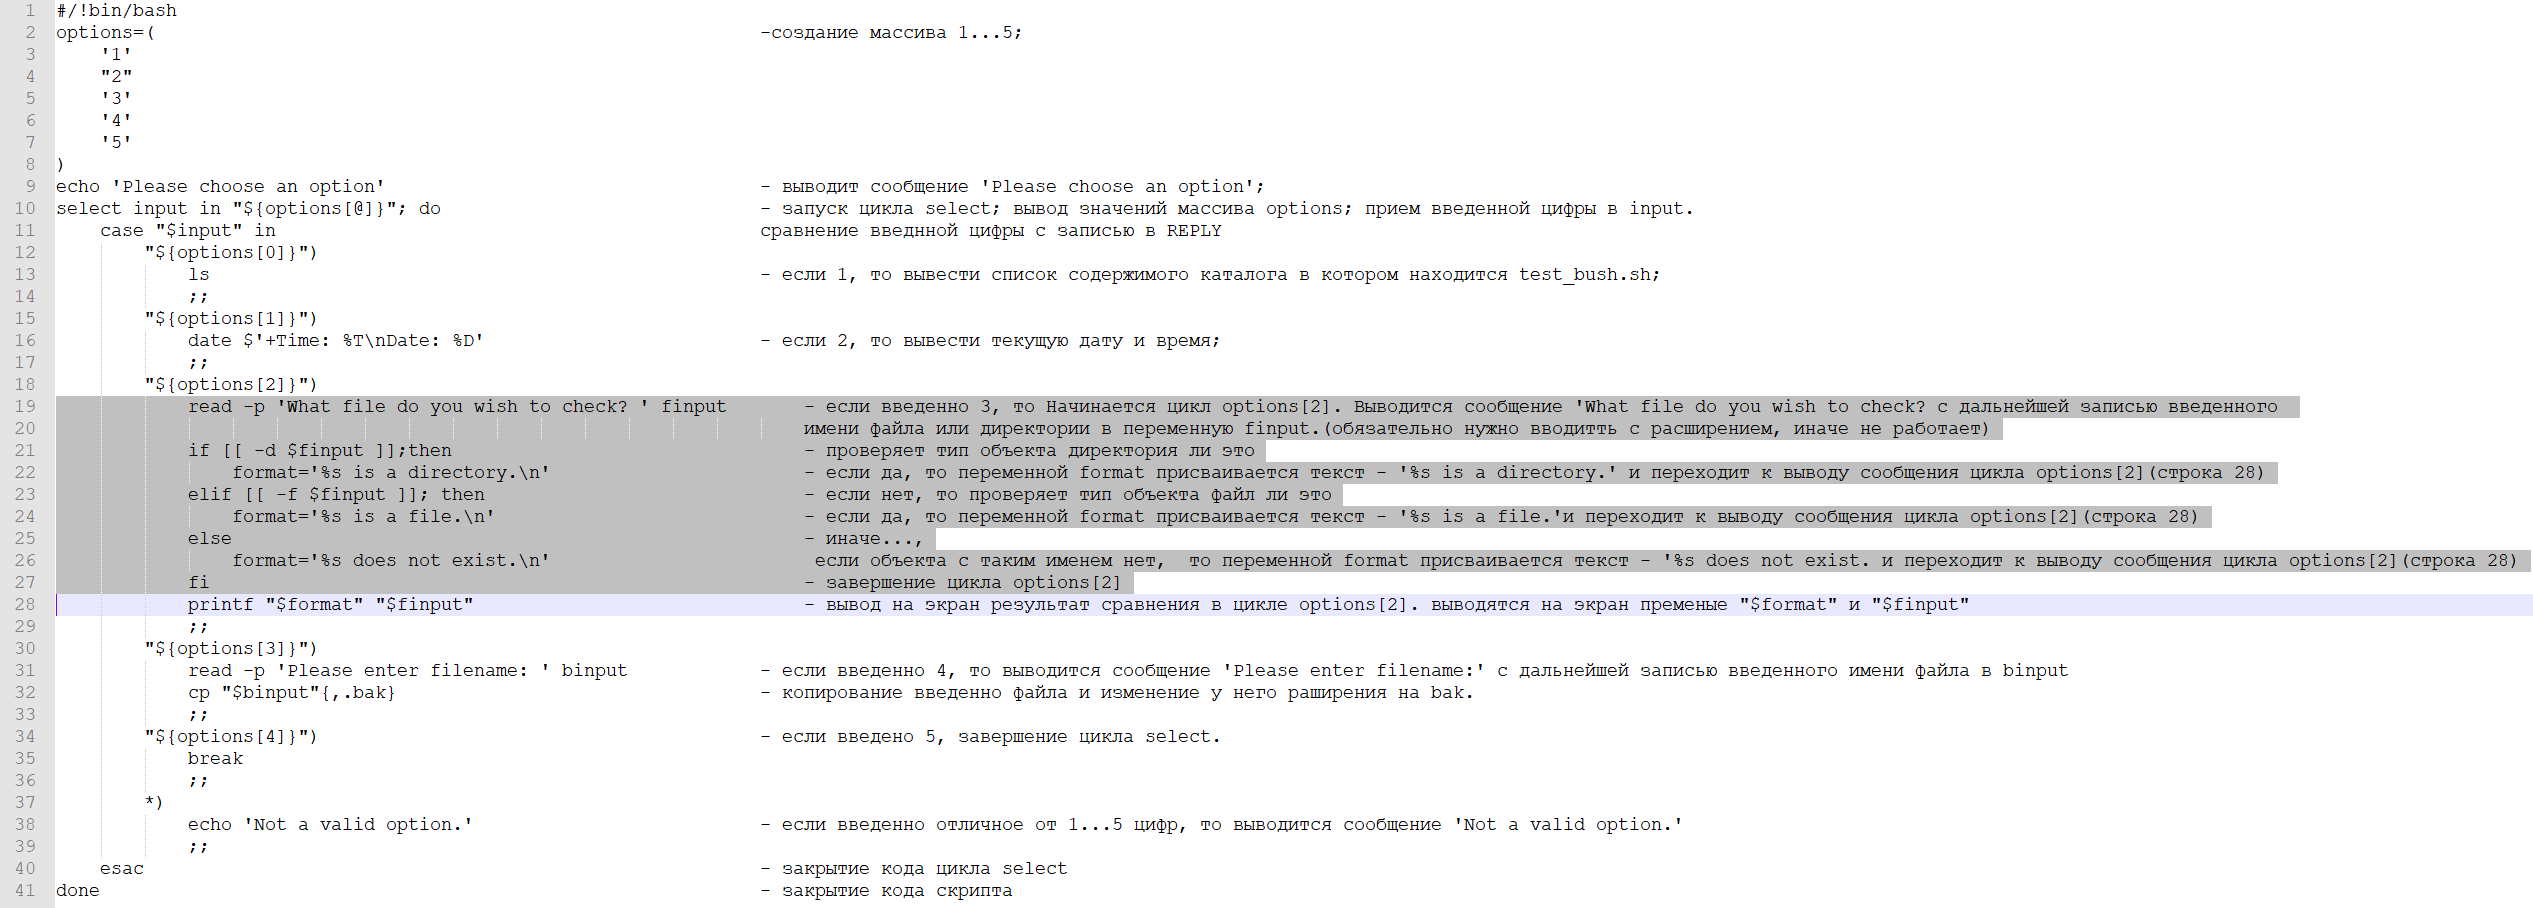 1 #/!bin/bash
2 options=( -создание массива 1...5;
3 '1'
4 "2"
5 '3'
6 '4'
7 '5'
8 )
9 echo 'Please choose an option' - выводит сообщение 'Please choose an option';
10 select input in "${options[@]}"; do - запуск цикла select; вывод значений массива options; прием введенной цифры в input.
11 case "$input" in сравнение введнной цифры с записью в REPLY
12 "${options[0]}")
13 ls - если 1, то вывести список содержимого каталога в котором находится test_bush.sh;
14 ;;
15 "${options[1]}")
16 date $'+Time: %T\nDate: %D' - если 2, то вывести текущую дату и время;
17 ;;
18 "${options[2]}")
19 read -p 'What file do you wish to check? ' finput - если введенно 3, то Начинается цикл options[2]. Выводится сообщение 'What file do you wish to check? с дальнейшей записью введенного
20 имени файла или директории в переменную finput.(обязательно нужно вводитть с расширением, иначе не работает)
21 if [[ -d $finput ]];then - проверяет тип объекта директория ли это
22 format='%s is a directory.\n' - если да, то переменной format присваивается текст - '%s is a directory.' и переходит к выводу сообщения цикла options[2](строка 28)
23 elif [[ -f $finput ]]; then - если нет, то проверяет тип объекта файл ли это
24 format='%s is a file.\n' - если да, то переменной format присваивается текст - '%s is a file.'и переходит к выводу сообщения цикла options[2](строка 28)
25 else - иначе...,
26 format='%s does not exist.\n' если объекта с таким именем нет, то переменной format присваивается текст - '%s does not exist. и переходит к выводу сообщения цикла options[2](строка 28)
27 fi - завершение цикла options[2]
28 printf "$format" "$finput" - вывод на экран результат сравнения в цикле options[2]. выводятся на экран пременые "$format" и "$finput"
29 ;;
30 "${options[3]}")
31 read -p 'Please enter filename: ' binput - если введенно 4, то выводится сообщение 'Please enter filename:' с дальнейшей записью введенного имени файла в binput
32 cp "$binput"{,.bak} - копирование введенно файла и изменение у него раширения на bak.
33 ;;
34 "${options[4]}") - если введено 5, завершение цикла select.
35 break
36 ;;
37 *)
38 echo 'Not a valid option.' - если введенно отличное от 1...5 цифр, то выводится сообщение 'Not a valid option.'
39 ;;
40 esac - закрытие кода цикла select
41 done - закрытие кода скрипта